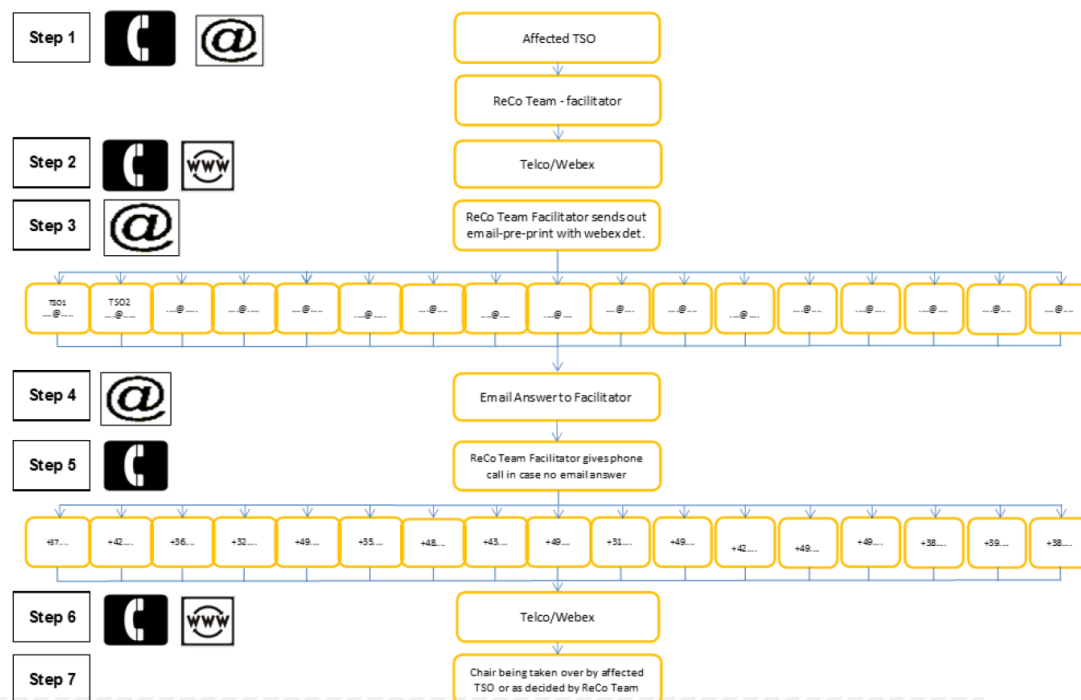 Step 1
@
Affected TSO
ReCo Team - facilitator
Step 2
WWW
Telco/Webex
Step 3
@
ReCo Team Facilitator sends out
email-pre-print with webex det.
TSO1
....@.....
TSO2
....@.....
....@.....
....@.....
....@.....
....@.....
....@....
....@.....
....@....
....@....
....@....
....@....
....@....
....@....
....@....
....@....
....@....
Step 4
@
Email Answer to Facilitator
Step 5
ReCo Team Facilitator gives phone
call in case no email answer
+37....
+42....
+36....
+32....
+49....
+35....
+48....
+43....
+49....
+31....
+49....
+42....
+49....
+49....
+38....
+39....
+38....
Step 6
WWW
Telco/Webex
Step 7
Chair being taken over by affected
TSO or as decided by ReCo Team